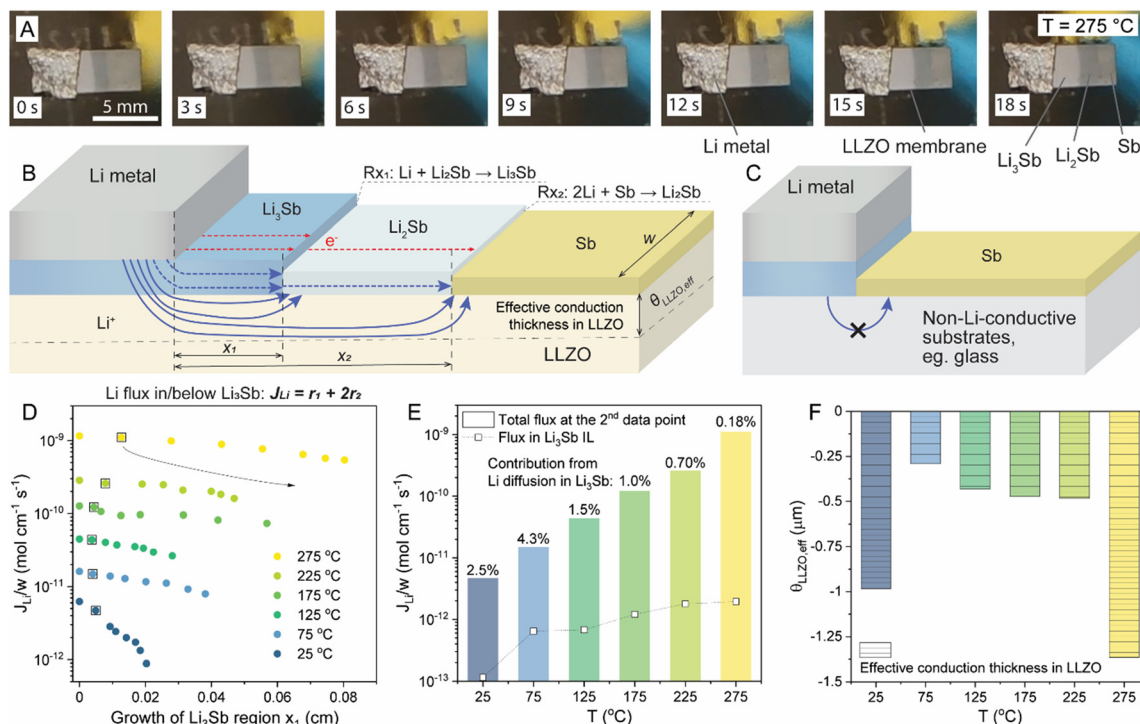 A
0 s
5 mm
3 s
6 s
9 s
12 s
15 s
18 s
T = 275 °C
Li metal
LLZO membrane
Li₃Sb
Li₂Sb
Sb
B
Li metal
Rx₁: Li + Li₂Sb → Li₃Sb
Rx₂: 2Li + Sb → Li₂Sb
Li₃Sb
Li₂Sb
Sb
e⁻
w
Li⁺
Effective conduction
thickness in LLZO
θLLZO,eff
x₁
x₂
LLZO
C
Li metal
Sb
Non-Li-conductive
substrates,
eg. glass
Li flux in/below Li₃Sb: J_Li = r₁ + 2r₂
D
J_Li/w (mol cm⁻¹ s⁻¹)
10⁻⁹
10⁻¹⁰
10⁻¹¹
10⁻¹²
275 °C
225 °C
175 °C
125 °C
75 °C
25 °C
0.00 0.02 0.04 0.06 0.08
Growth of Li₃Sb region x₁ (cm)
E
Total flux at the 2ⁿᵈ data point
Flux in Li₃Sb IL
Contribution from
Li diffusion in Li₃Sb:
0.18%
0.70%
1.0%
1.5%
4.3%
2.5%
J_Li/w (mol cm⁻¹ s⁻¹)
10⁻⁹
10⁻¹⁰
10⁻¹¹
10⁻¹²
10⁻¹³
25 75 125 175 225 275
T (°C)
F
θLLZO,eff (μm)
0
-0.25
-0.5
-0.75
-1
-1.25
-1.5
Effective conduction thickness in LLZO
25 75 125 175 225 275
T (°C)